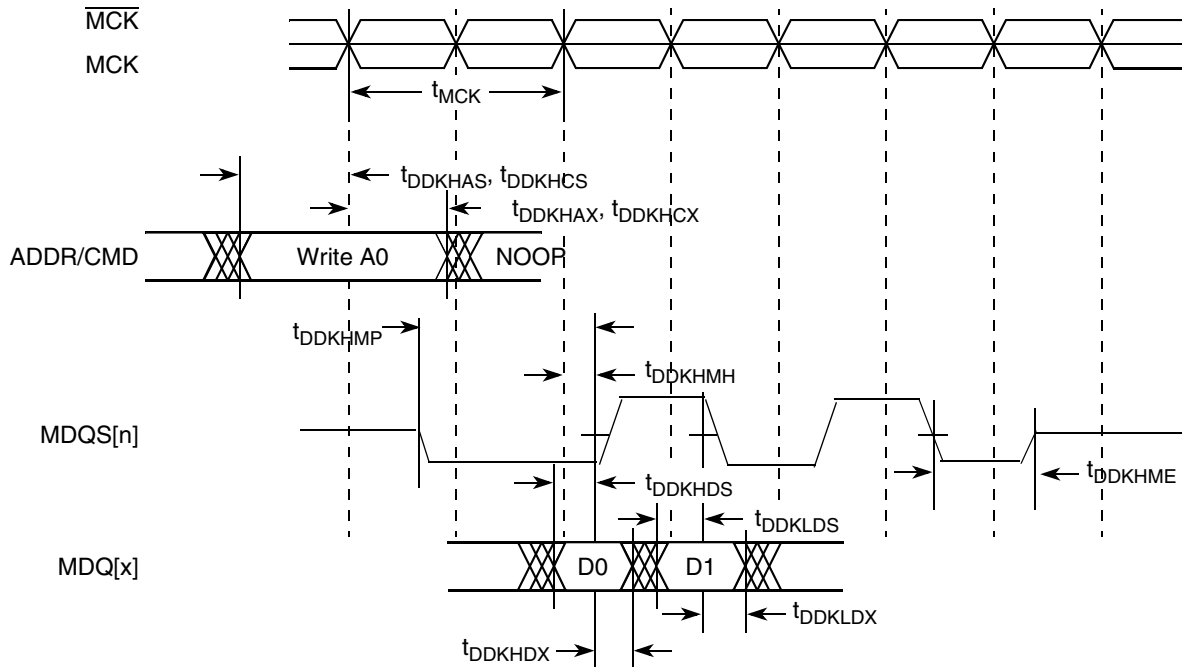 MCK
MCK
tMCK
tDDKHAS, tDDKHCS
tDDKHAX, tDDKHCX
ADDR/CMD
Write A0
NOOP
tDDKHMP
tDDKHMH
MDQS[n]
tDDKHDS
tDDKHME
tDDKLDS
MDQ[x]
D0
D1
tDDKLDX
tDDKHDX